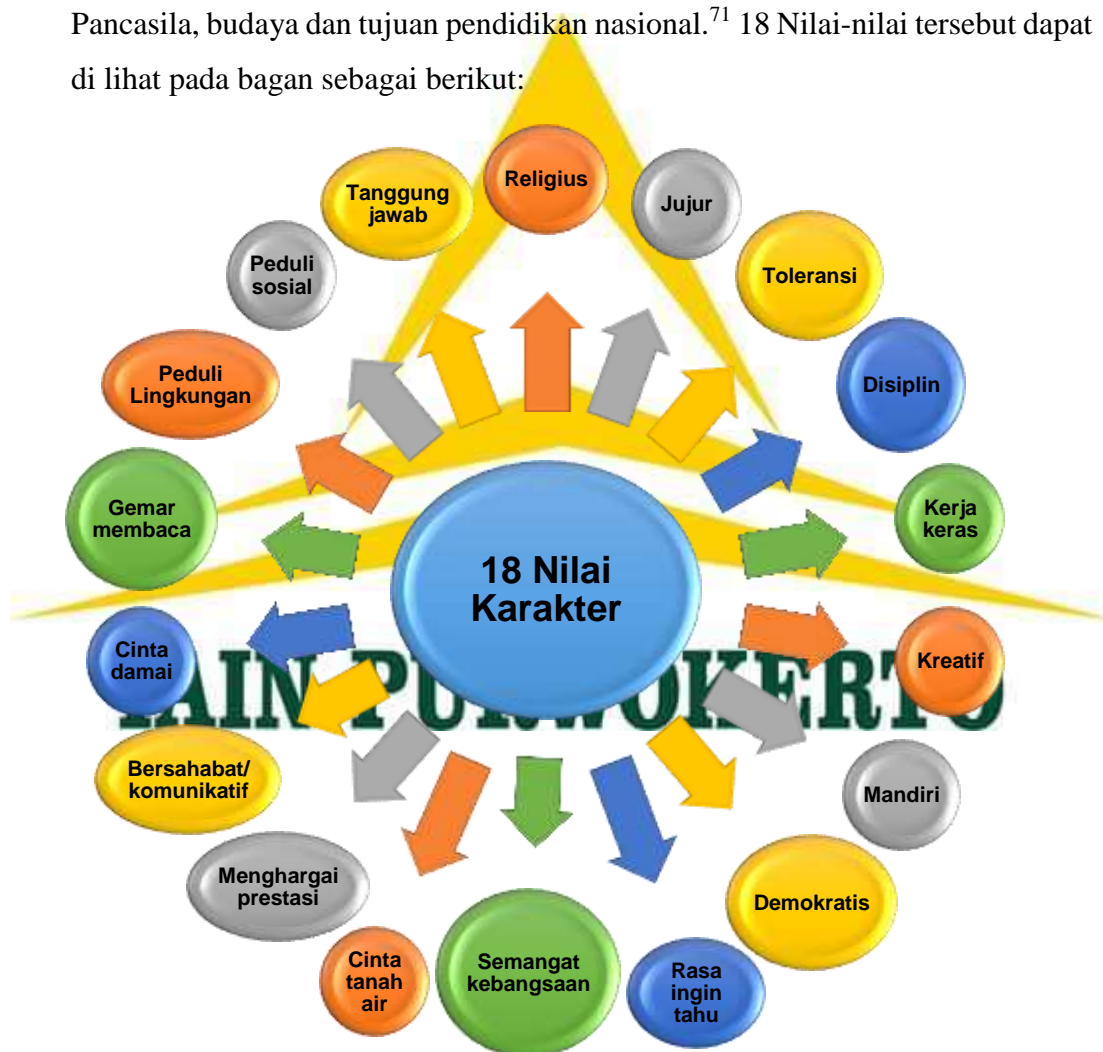 Pancasila, budaya dan tujuan pendidikan nasional.71 18 Nilai-nilai tersebut dapat
di lihat pada bagan sebagai berikut:
Religius
Jujur
Toleransi
Disiplin
Kerja
keras
Kreatif
Mandiri
Demokratis
Rasa
ingin
tahu
Semangat
kebangsaan
Cinta
tanah
air
Menghargai
prestasi
Bersahabat/
komunikatif
Cinta
damai
Gemar
membaca
Peduli
Lingkungan
Peduli
sosial
Tanggung
jawab
18 Nilai
Karakter
IAIN PURWOKERTO